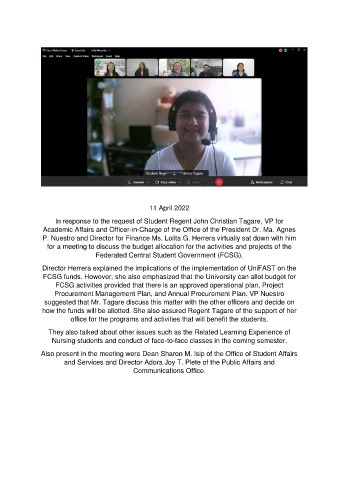 Student Rege
Tagare
Participants
Chat
11 April 2022
In response to the request of Student Regent John Christian Tagare, VP for
Academic Affairs and Officer-in-Charge of the Office of the President Dr. Ma. Agnes
P. Nuestro and Director for Finance Ms. Lolita G. Herrera virtually sat down with him
for a meeting to discuss the budget allocation for the activities and projects of the
Federated Central Student Government (FCSG).
Director Herrera explained the implications of the implementation of UniFAST on the
FCSG funds. However, she also emphasized that the University can allot budget for
FCSG activities provided that there is an approved operational plan, Project
Procurement Management Plan, and Annual Procurement Plan. VP Nuestro
suggested that Mr. Tagare discuss this matter with the other officers and decide on
how the funds will be allotted. She also assured Regent Tagare of the support of her
office for the programs and activities that will benefit the students.
They also talked about other issues such as the Related Learning Experience of
Nursing students and conduct of face-to-face classes in the coming semester.
Also present in the meeting were Dean Sharon M. Isip of the Office of Student Affairs
and Services and Director Adora Joy T. Plete of the Public Affairs and
Communications Office.